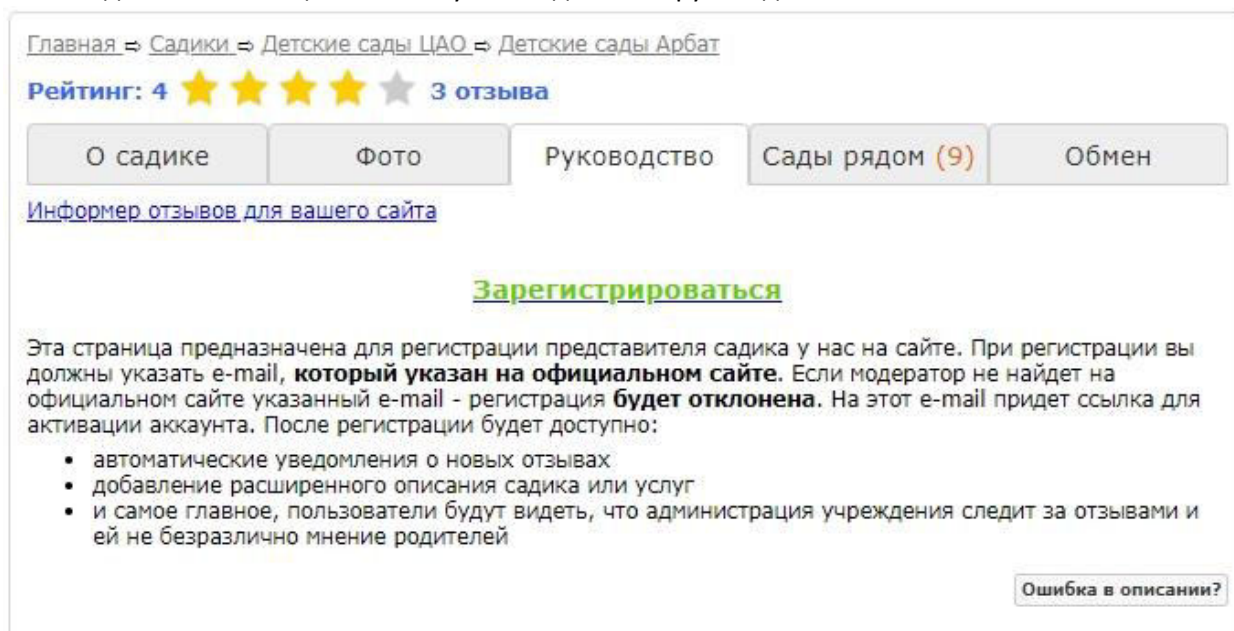 Главная ⇨ Садики ⇨ Детские сады ЦАО ⇨ Детские сады Арбат
Рейтинг: 4 3 отзыва
О садике Фото Руководство Сады рядом (9) Обмен
Информер отзывов для вашего сайта
Зарегистрироваться
Эта страница предназначена для регистрации представителя садика у нас на сайте. При регистрации вы
должны указать e-mail, который указан на официальном сайте. Если модератор не найдет на
официальном сайте указанный e-mail - регистрация будет отклонена. На этот e-mail придет ссылка для
активации аккаунта. После регистрации будет доступно:
• автоматические уведомления о новых отзывах
• добавление расширенного описания садика или услуг
• и самое главное, пользователи будут видеть, что администрация учреждения следит за отзывами и
ей не безразлично мнение родителей
Ошибка в описании?